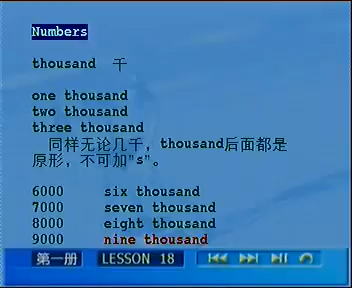 Numbers
thousand 千
one thousand
two thousand
three thousand
同样无论几千，thousand后面都是
原形，不可加"s"。
6000 six thousand
7000 seven thousand
8000 eight thousand
9000 nine thousand
第一册 LESSON 18